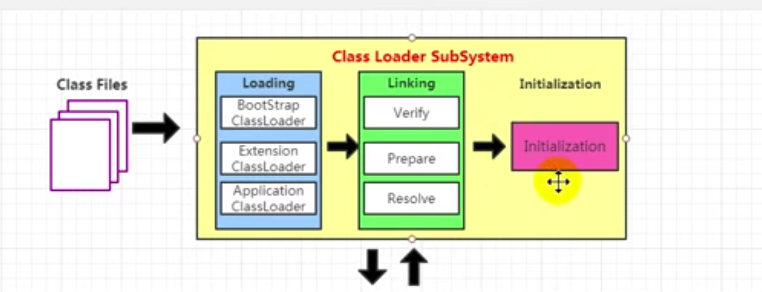 Class Loader SubSystem
Class Files
Loading
BootStrap
ClassLoader
Extension
ClassLoader
Application
ClassLoader
Linking
Verify
Prepare
Resolve
Initialization
Initialization